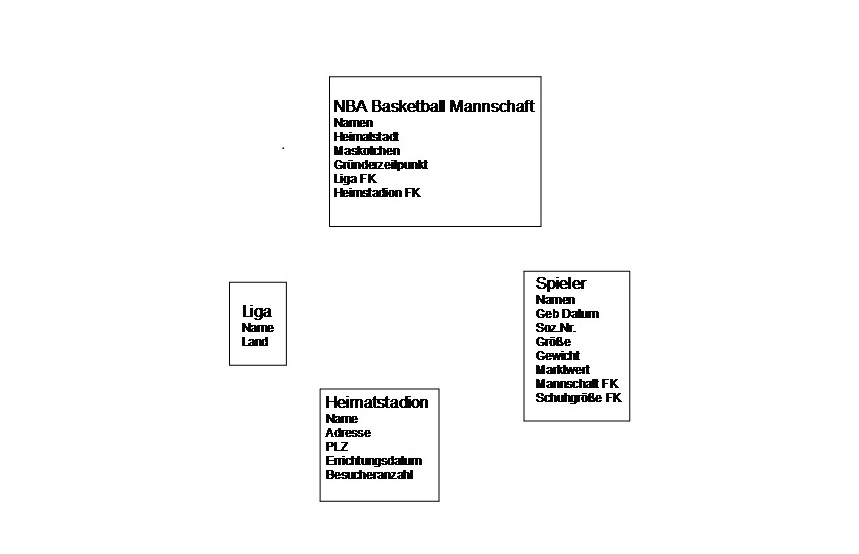 NBA Basketball Mannschaft
Namen
Heimatstadt
Maskotchen
Gründerzeitpunkt
Liga FK
Heimstadion FK
Liga
Name
Land
Spieler
Namen
Geb Datum
Soz.Nr.
Größe
Gewicht
Marktwert
Mannschaft FK
Schuhgröße FK
Heimatstadion
Name
Adresse
PLZ
Errichtungsdatum
Besucheranzahl